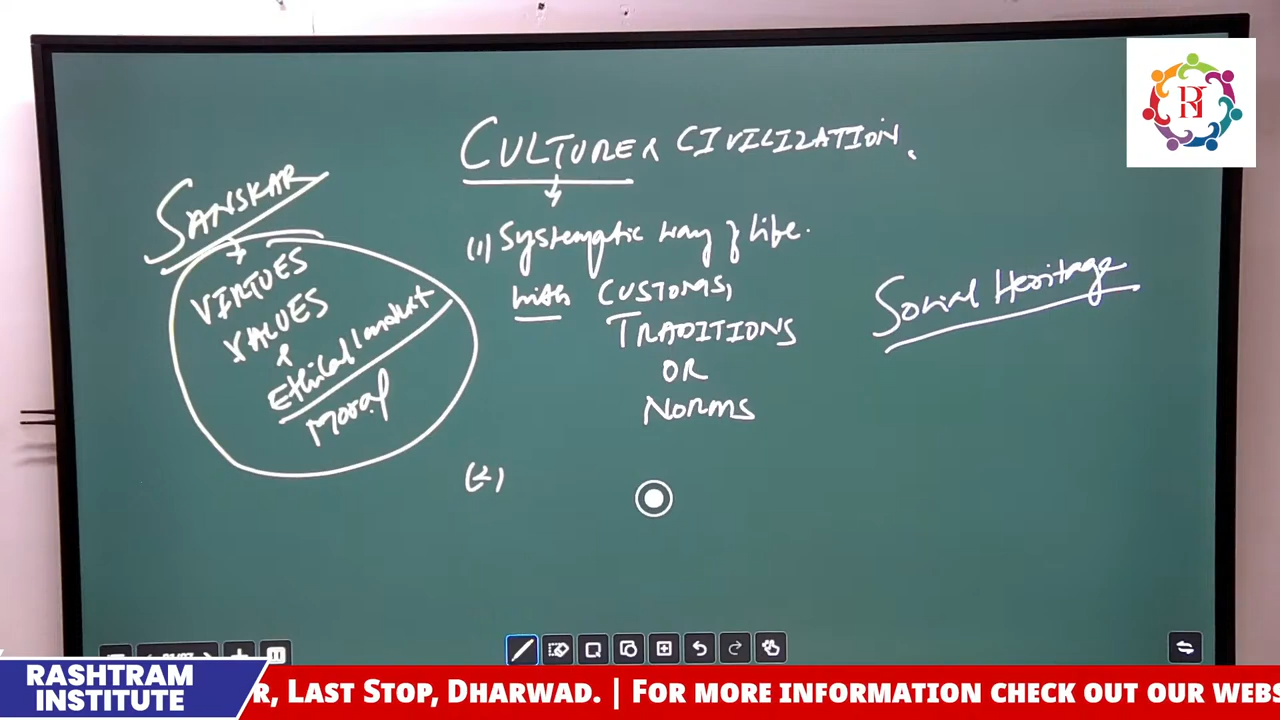 CULTURE & CIVILIZATION.
SANSKAR
VIRTUES
VALUES
&
Ethical / conduct
Moral
(1) Systematic way of life.
with CUSTOMS,
TRADITIONS
OR
NORMS
Social Heritage
(2)
RI
RASHTRAM
INSTITUTE
R, LAST STOP, DHARWAD. | FOR MORE INFORMATION CHECK OUT OUR WEBS